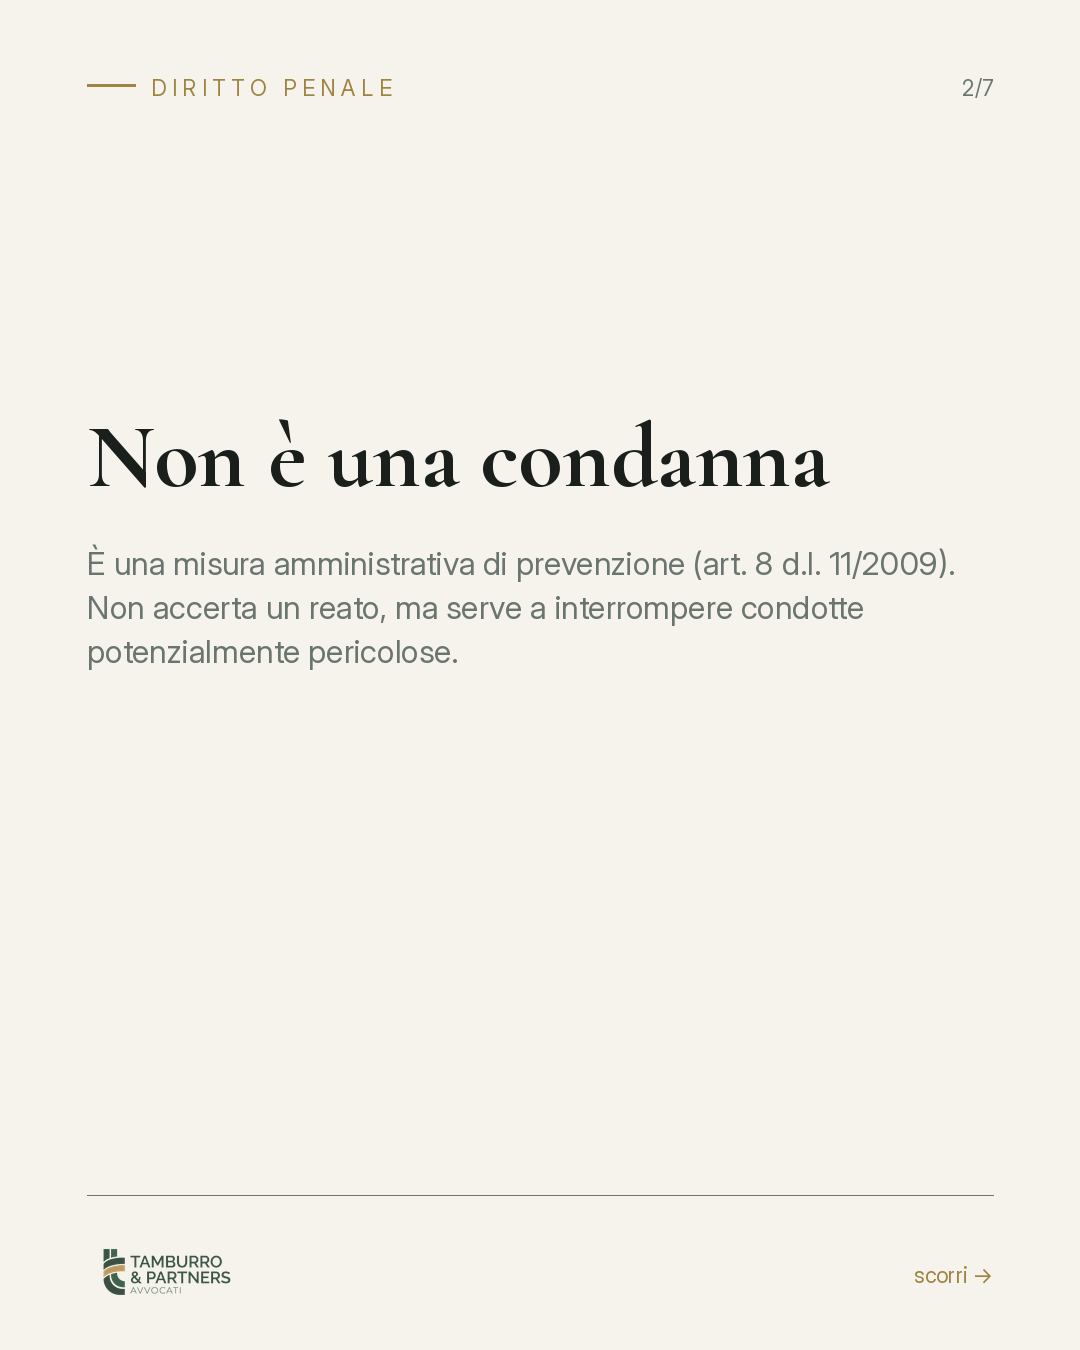 DIRITTO PENALE
2/7
Non è una condanna
È una misura amministrativa di prevenzione (art. 8 d.l. 11/2009).
Non accerta un reato, ma serve a interrompere condotte
potenzialmente pericolose.
TAMBURRO
& PARTNERS
AVVOCATI
scorri →